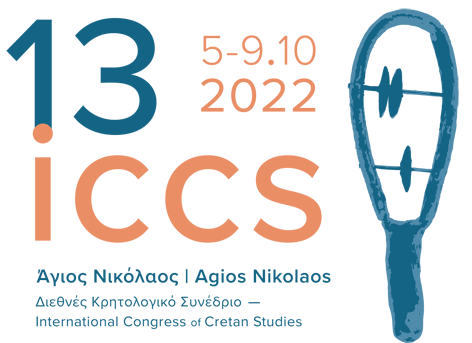 13
5-9.10
2022
iccs
Άγιος Νικόλαος | Agios Nikolaos
Διεθνές Κρητολογικό Συνέδριο —
International Congress of Cretan Studies